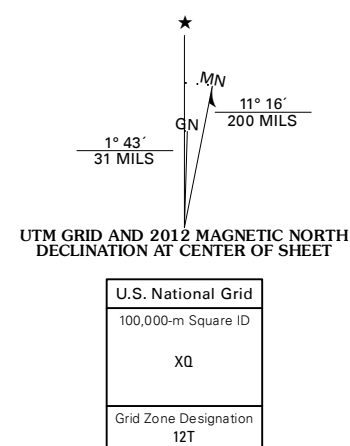 ★
MN
11° 16´
200 MILS
GN
1° 43´
31 MILS
UTM GRID AND 2012 MAGNETIC NORTH
DECLINATION AT CENTER OF SHEET
U.S. National Grid
100,000-m Square ID
XQ
Grid Zone Designation
12T